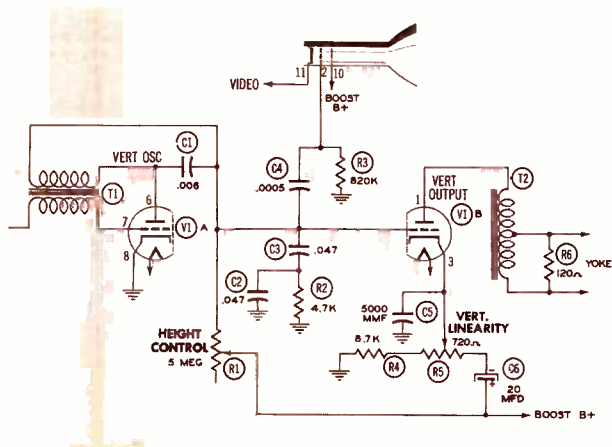 11 2 10
VIDEO
BOOST
B+
VERT OSC
C1
.006
C4
.0005
R3
820K
T1
6
7
8
V1 A
VERT
OUTPUT
1
3
V1
B
T2
R6
120Ω
YOKE
C3 .047
C2
.047
R2
4.7K
5000
MMF
C5
VERT.
LINEARITY
720Ω
8.7K
R4
R5
C6
20
MFD
HEIGHT
CONTROL
5 MEG
R1
BOOST B+